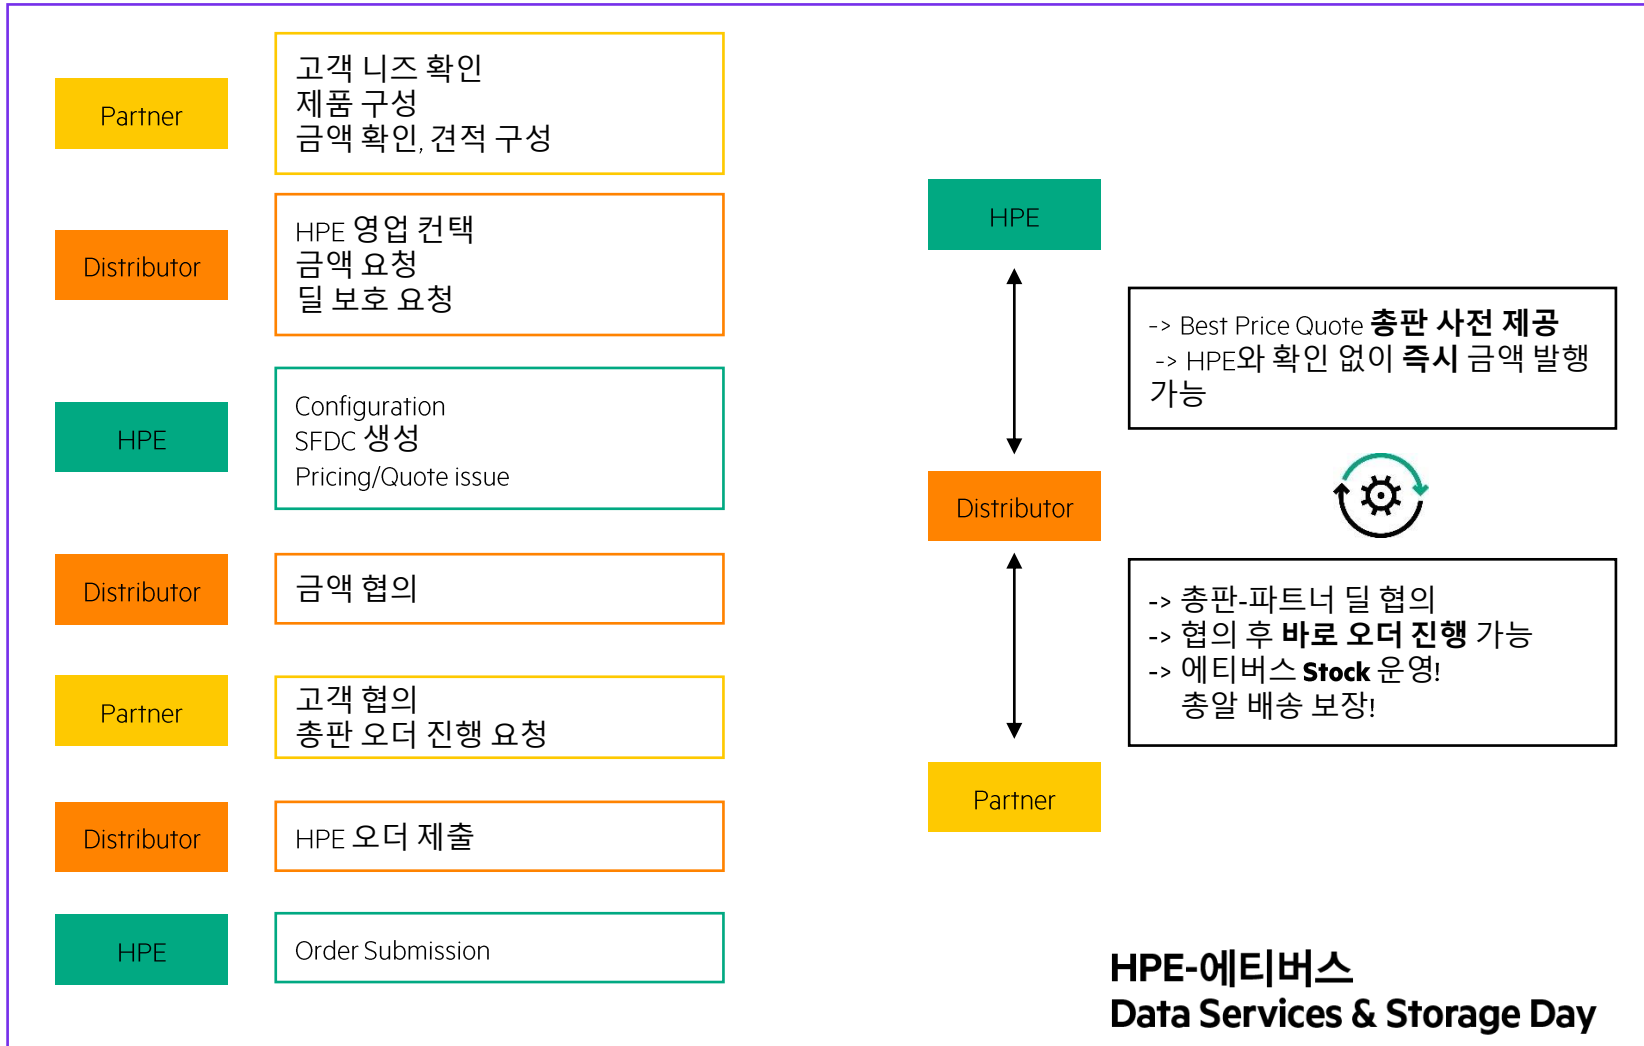 Partner
고객 니즈 확인
제품 구성
금액 확인, 견적 구성
Distributor
HPE 영업 컨택
금액 요청
딜 보호 요청
HPE
Configuration
SFDC 생성
Pricing/Quote issue
Distributor
금액 협의
Partner
고객 협의
총판 오더 진행 요청
Distributor
HPE 오더 제출
HPE
Order Submission
HPE
-> Best Price Quote 총판 사전 제공
-> HPE와 확인 없이 즉시 금액 발행
가능
Distributor
-> 총판-파트너 딜 협의
-> 협의 후 바로 오더 진행 가능
-> 에티버스 Stock 운영!
총알 배송 보장!
Partner
HPE-에티버스
Data Services & Storage Day